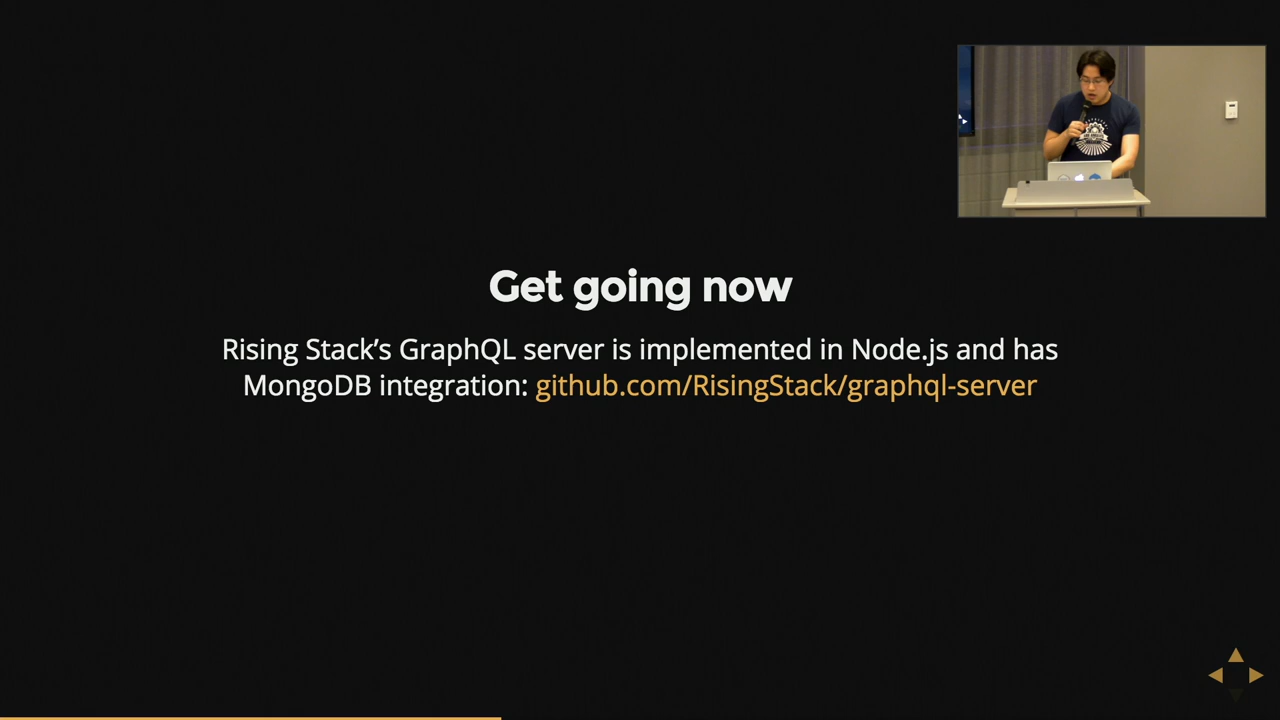 Get going now
Rising Stack's GraphQL server is implemented in Node.js and has
MongoDB integration: github.com/RisingStack/graphql-server